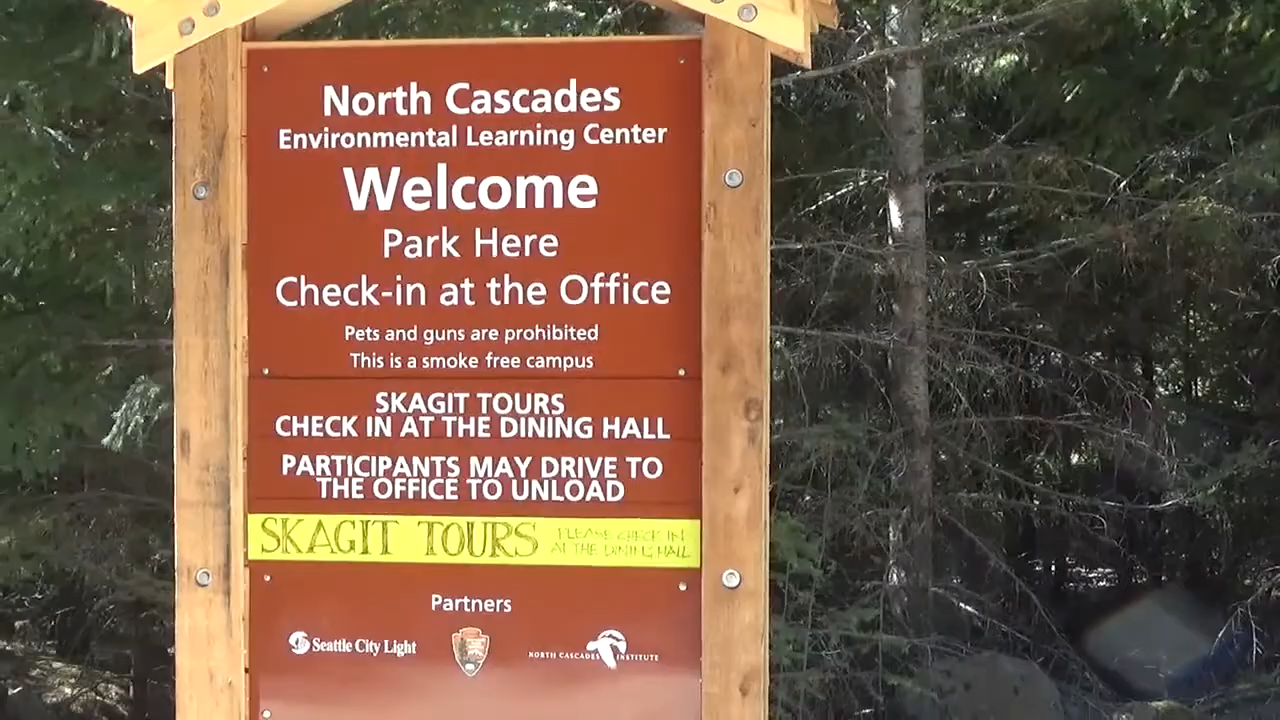 North Cascades
Environmental Learning Center
Welcome
Park Here
Check-in at the Office
Pets and guns are prohibited
This is a smoke free campus
SKAGIT TOURS
CHECK IN AT THE DINING HALL
PARTICIPANTS MAY DRIVE TO
THE OFFICE TO UNLOAD
SKAGIT TOURS
PLEASE CHECK IN
AT THE DINING HALL
Partners
Seattle City Light
NORTH CASCADES INSTITUTE